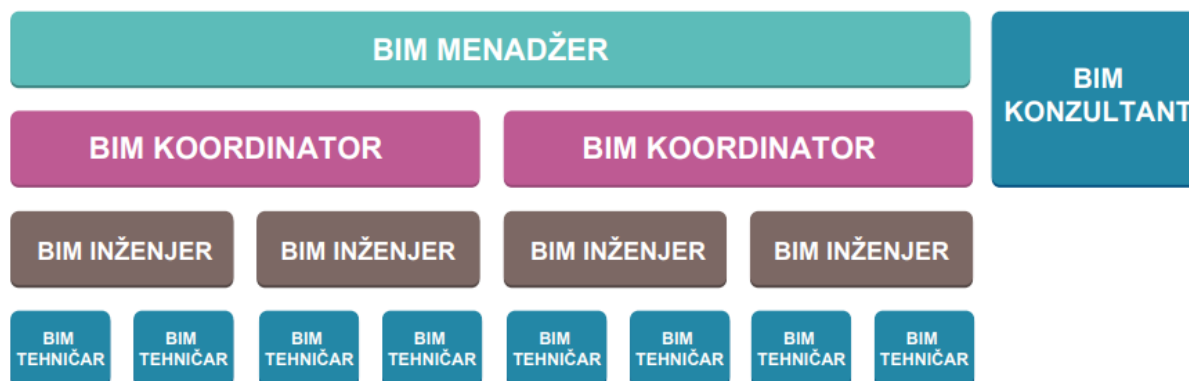 BIM MENADŽER
BIM
KONZULTANT
BIM KOORDINATOR
BIM KOORDINATOR
BIM INŽENJER
BIM INŽENJER
BIM INŽENJER
BIM INŽENJER
BIM
TEHNIČAR
BIM
TEHNIČAR
BIM
TEHNIČAR
BIM
TEHNIČAR
BIM
TEHNIČAR
BIM
TEHNIČAR
BIM
TEHNIČAR
BIM
TEHNIČAR